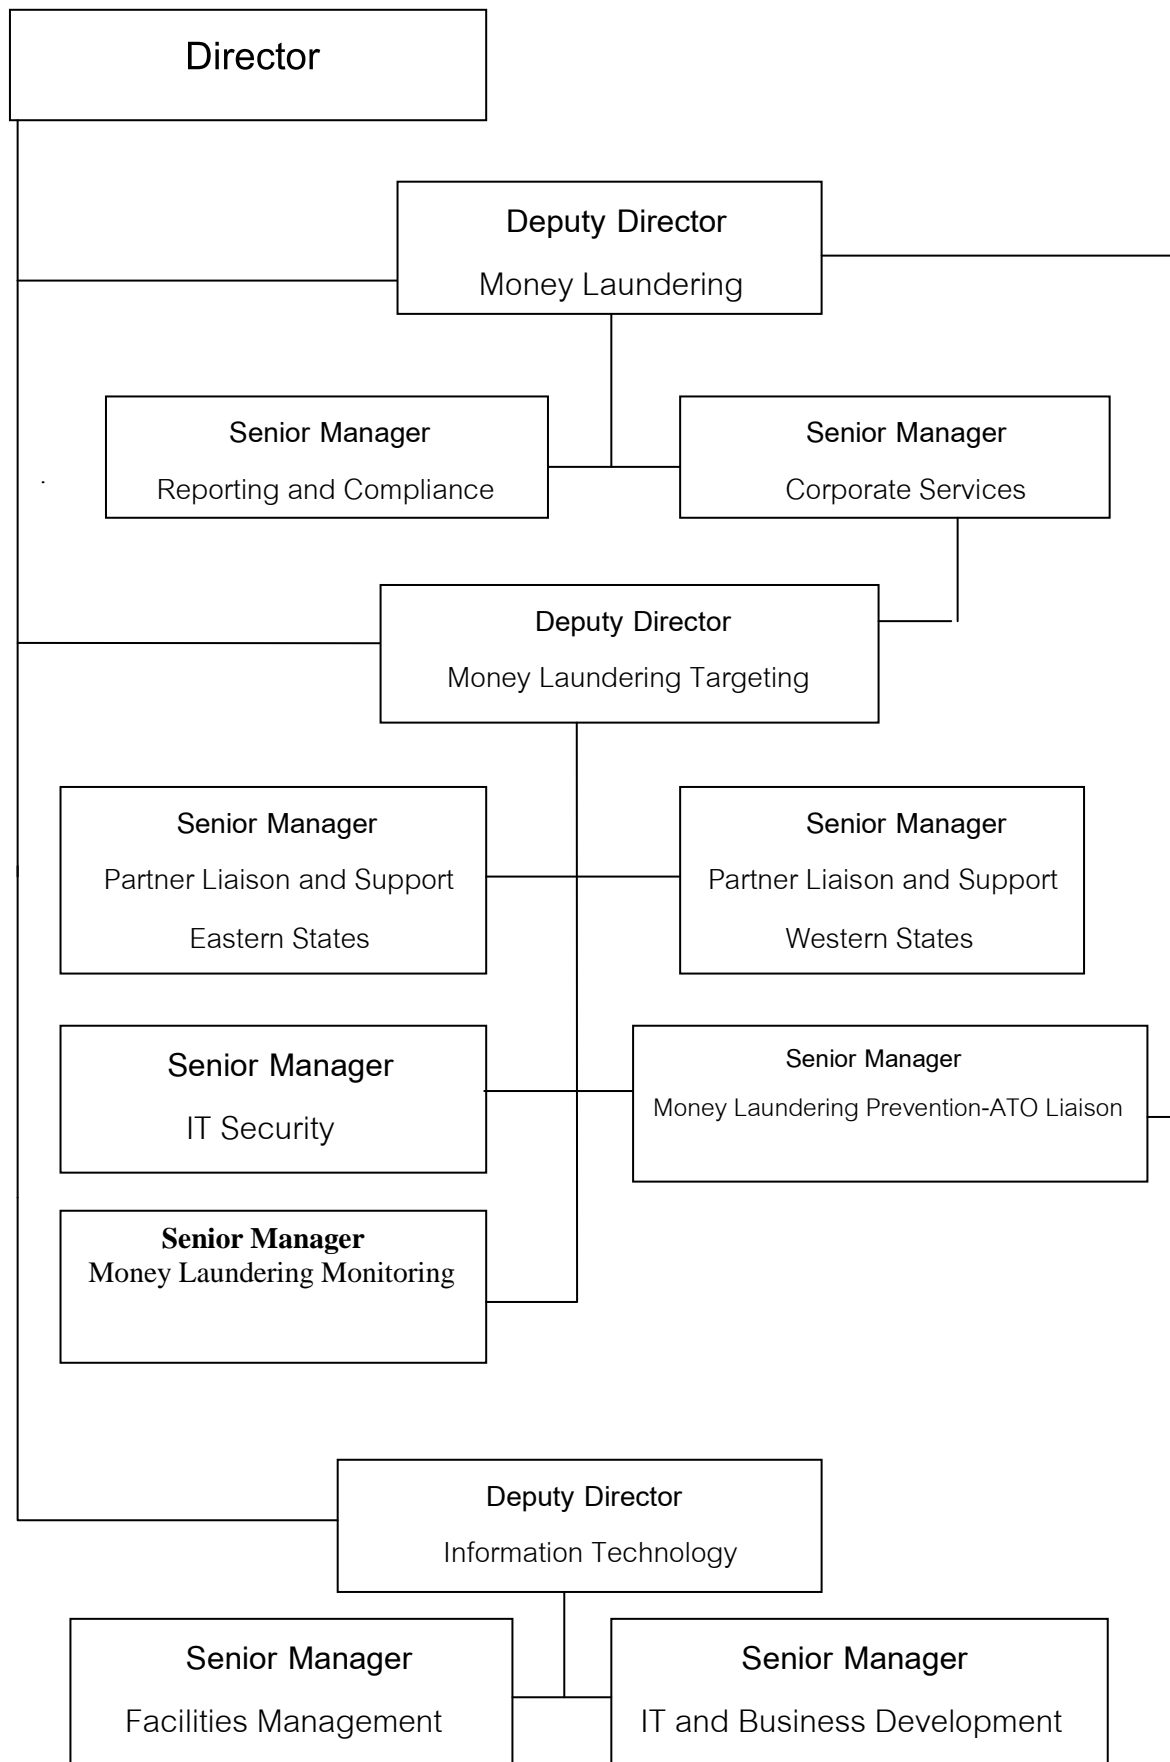 Director
Deputy Director
Money Laundering
Senior Manager
Reporting and Compliance
Senior Manager
Corporate Services
Deputy Director
Money Laundering Targeting
Senior Manager
Partner Liaison and Support
Eastern States
Senior Manager
Partner Liaison and Support
Western States
Senior Manager
IT Security
Senior Manager
Money Laundering Prevention-ATO Liaison
Senior Manager
Money Laundering Monitoring
Deputy Director
Information Technology
Senior Manager
Facilities Management
Senior Manager
IT and Business Development